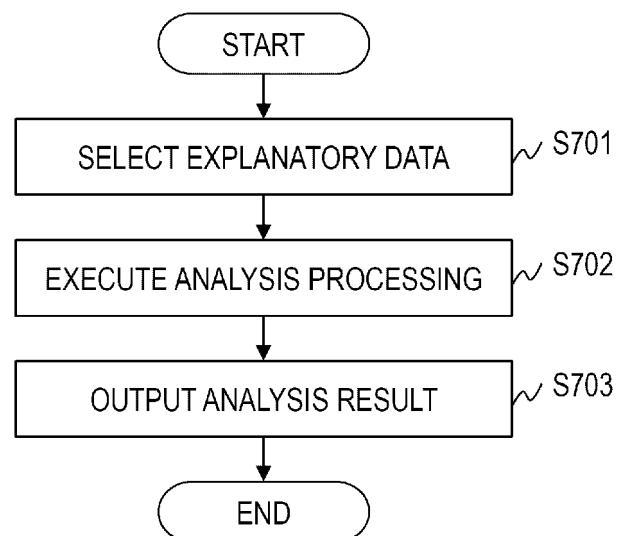 START
SELECT EXPLANATORY DATA
S701
EXECUTE ANALYSIS PROCESSING
S702
OUTPUT ANALYSIS RESULT
S703
END